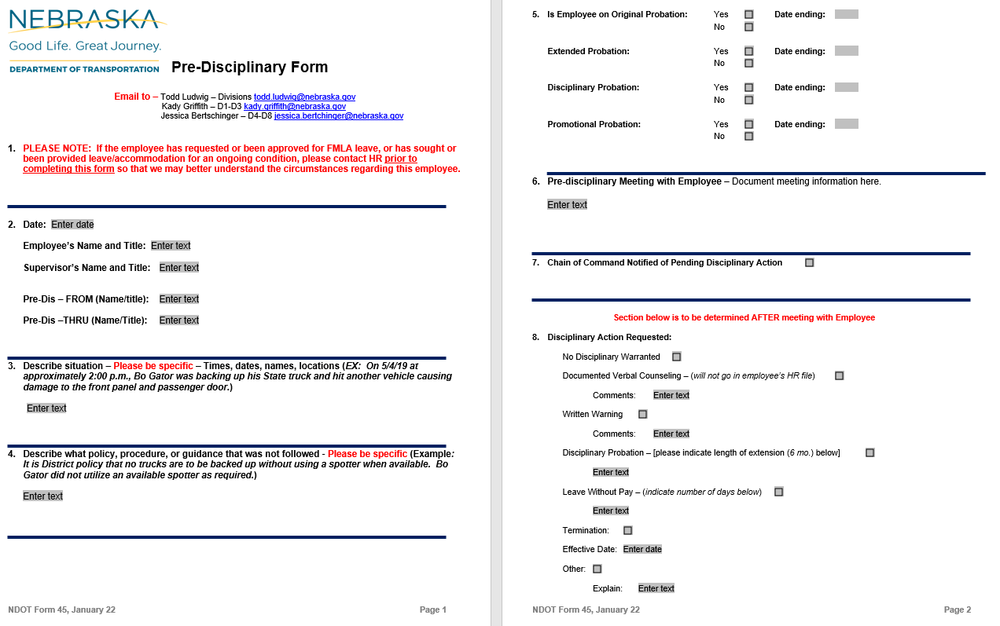 NEBRASKA
Good Life. Great Journey.
DEPARTMENT OF TRANSPORTATION
Pre-Disciplinary Form
Email to – Todd Ludwig – Divisions todd.ludwig@nebraska.gov
Kady Griffith – D1-D3 kady.griffith@nebraska.gov
Jessica Bertschinger – D4-D8 jessica.bertchinger@nebraska.gov
1. PLEASE NOTE: If the employee has requested or been approved for FMLA leave, or has sought or
been provided leave/accommodation for an ongoing condition, please contact HR prior to
completing this form so that we may better understand the circumstances regarding this employee.
2. Date: Enter date
Employee's Name and Title: Enter text
Supervisor's Name and Title: Enter text
Pre-Dis – FROM (Name/title): Enter text
Pre-Dis –THRU (Name/Title): Enter text
3. Describe situation – Please be specific – Times, dates, names, locations (EX: On 5/4/19 at
approximately 2:00 p.m., Bo Gator was backing up his State truck and hit another vehicle causing
damage to the front panel and passenger door.)
Enter text
4. Describe what policy, procedure, or guidance that was not followed - Please be specific (Example:
It is District policy that no trucks are to be backed up without using a spotter when available. Bo
Gator did not utilize an available spotter as required.)
Enter text
NDOT Form 45, January 22 Page 1
5. Is Employee on Original Probation: Yes Date ending:
No
Extended Probation: Yes Date ending:
No
Disciplinary Probation: Yes Date ending:
No
Promotional Probation: Yes Date ending:
No
6. Pre-disciplinary Meeting with Employee – Document meeting information here.
Enter text
7. Chain of Command Notified of Pending Disciplinary Action
Section below is to be determined AFTER meeting with Employee
8. Disciplinary Action Requested:
No Disciplinary Warranted
Documented Verbal Counseling – (will not go in employee's HR file)
Comments: Enter text
Written Warning
Comments: Enter text
Disciplinary Probation – [please indicate length of extension (6 mo.) below]
Enter text
Leave Without Pay – (indicate number of days below)
Enter text
Termination:
Effective Date: Enter date
Other:
Explain: Enter text
NDOT Form 45, January 22 Page 2